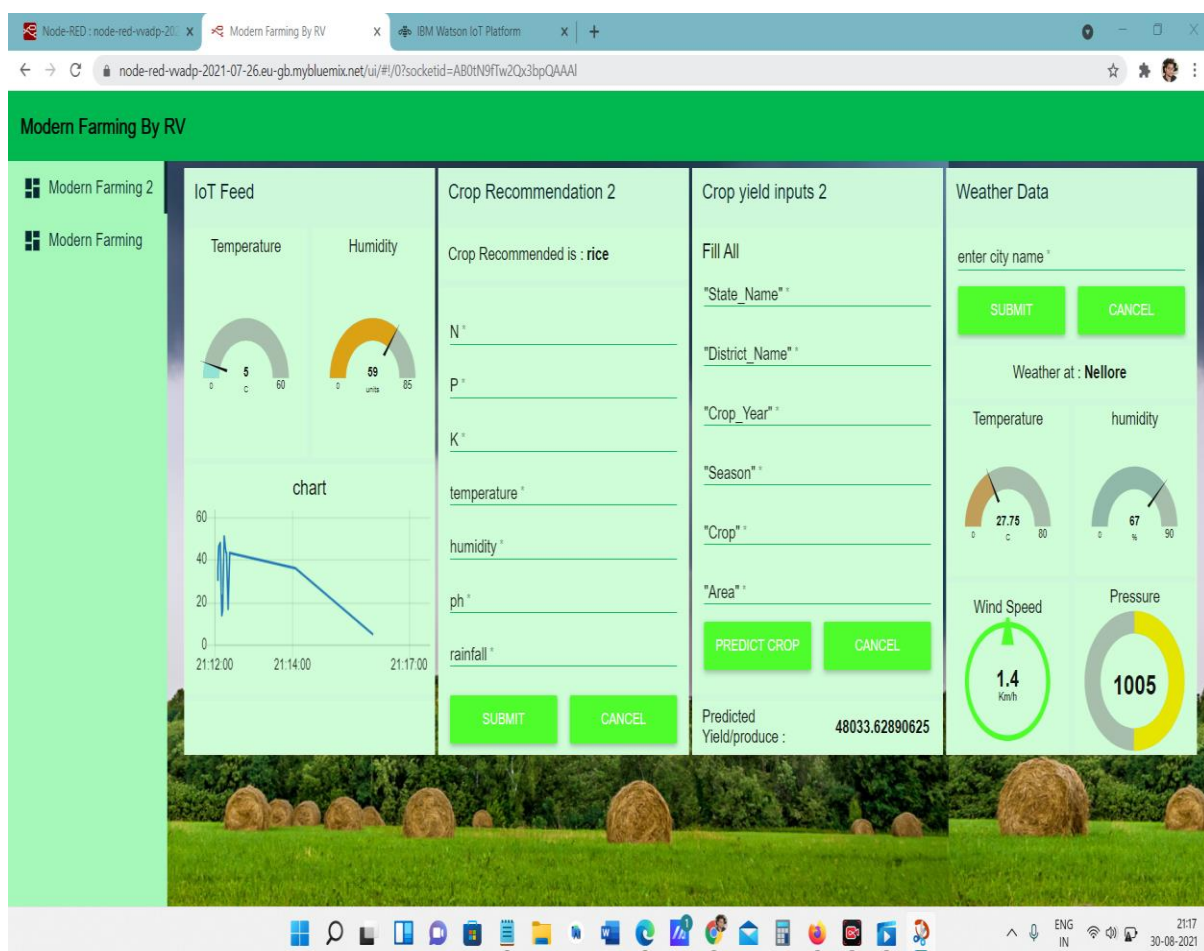 Node-RED : node-red-vvadp-202
Modern Farming By RV
IBM Watson IoT Platform
node-red-vvadp-2021-07-26.eu-gb.mybluemix.net/ui/#!/0?socketid=AB0tN9fTw2Qx3bpQAAAl
Modern Farming By RV
Modern Farming 2
Modern Farming
IoT Feed
Temperature
Humidity
5
0 C 60
59
0 units 85
chart
60
40
20
0
21:12:00 21:14:00 21:17:00
Crop Recommendation 2
Crop Recommended is : rice
N *
P *
K *
temperature *
humidity *
ph *
rainfall *
SUBMIT CANCEL
Crop yield inputs 2
Fill All
"State_Name" *
"District_Name" *
"Crop_Year" *
"Season" *
"Crop" *
"Area" *
PREDICT CROP CANCEL
Predicted
Yield/produce : 48033.62890625
Weather Data
enter city name *
SUBMIT CANCEL
Weather at : Nellore
Temperature humidity
27.75
0 C 80
67
0 % 90
Wind Speed
1.4
Km/h
Pressure
1005
1
ENG
IN
21:17
30-08-2021